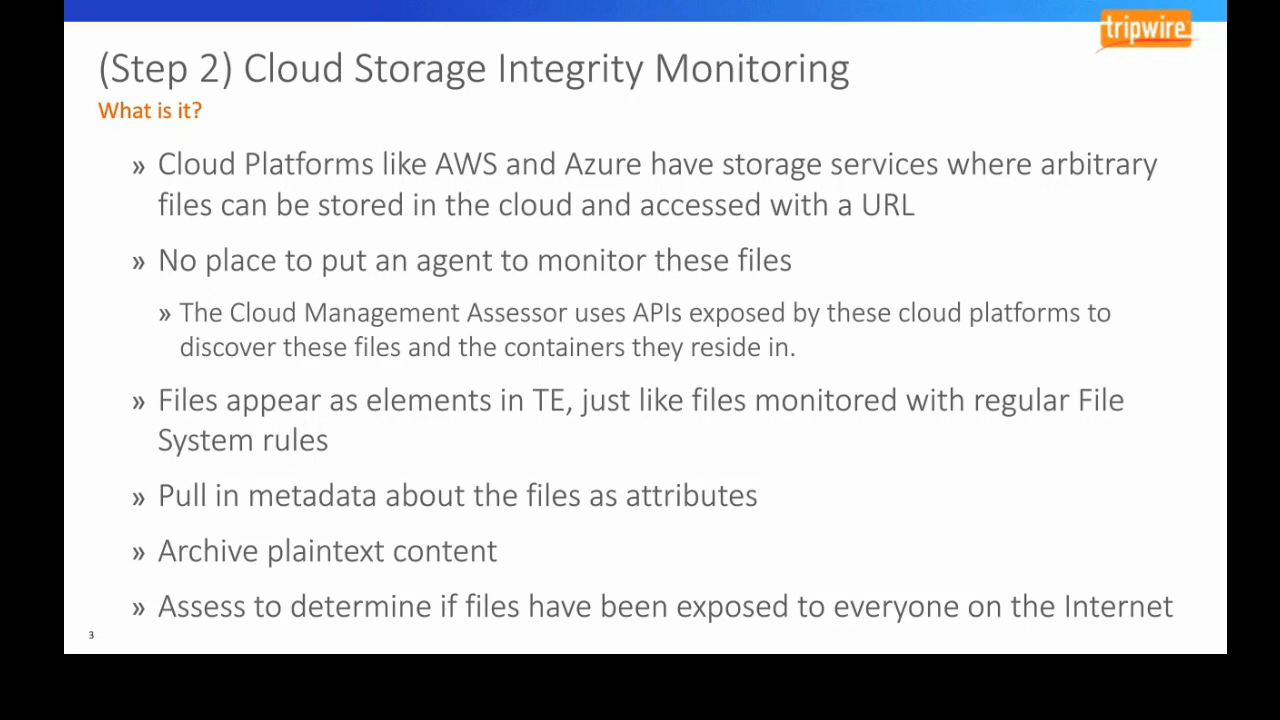 tripwire
(Step 2) Cloud Storage Integrity Monitoring
What is it?
» Cloud Platforms like AWS and Azure have storage services where arbitrary
files can be stored in the cloud and accessed with a URL
» No place to put an agent to monitor these files
» The Cloud Management Assessor uses APIs exposed by these cloud platforms to
discover these files and the containers they reside in.
» Files appear as elements in TE, just like files monitored with regular File
System rules
» Pull in metadata about the files as attributes
» Archive plaintext content
» Assess to determine if files have been exposed to everyone on the Internet
3